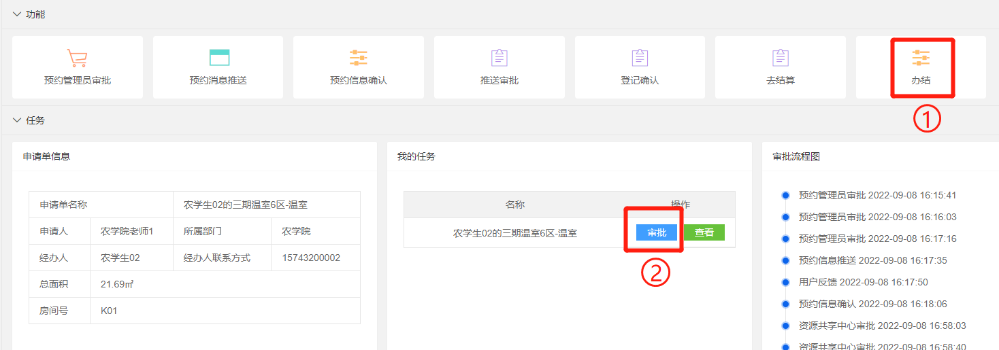 功能
预约管理员审批
预约消息推送
预约信息确认
推送审批
登记确认
去结算
办结
①
任务
申请单信息
我的任务
审批流程图
申请单名称 农学生02的三期温室6区-温室
申请人 农学院老师1 所属部门 农学院
经办人 农学生02 经办人联系方式 15743200002
总面积 21.69㎡
房间号 K01
名称 操作
农学生02的三期温室6区-温室 审批 查看
②
预约管理员审批 2022-09-08 16:15:41
预约管理员审批 2022-09-08 16:16:03
预约管理员审批 2022-09-08 16:17:16
预约信息推送 2022-09-08 16:17:35
用户反馈 2022-09-08 16:17:50
预约信息确认 2022-09-08 16:18:06
资源共享中心审批 2022-09-08 16:58:03
资源共享中心审批 2022-09-08 16:58:40